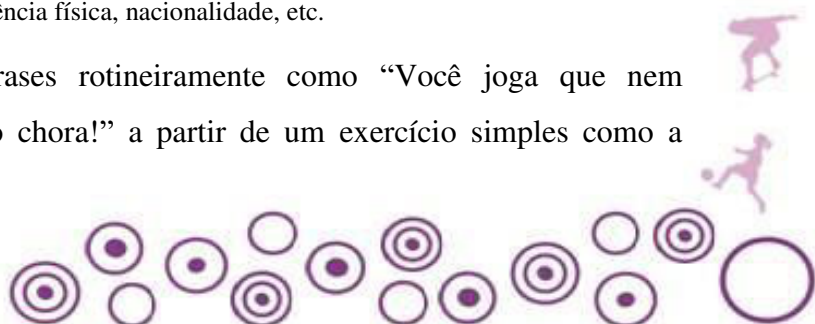 ência física, nacionalidade, etc.
rases rotineiramente como “Você joga que nem
o chora!” a partir de um exercício simples como a